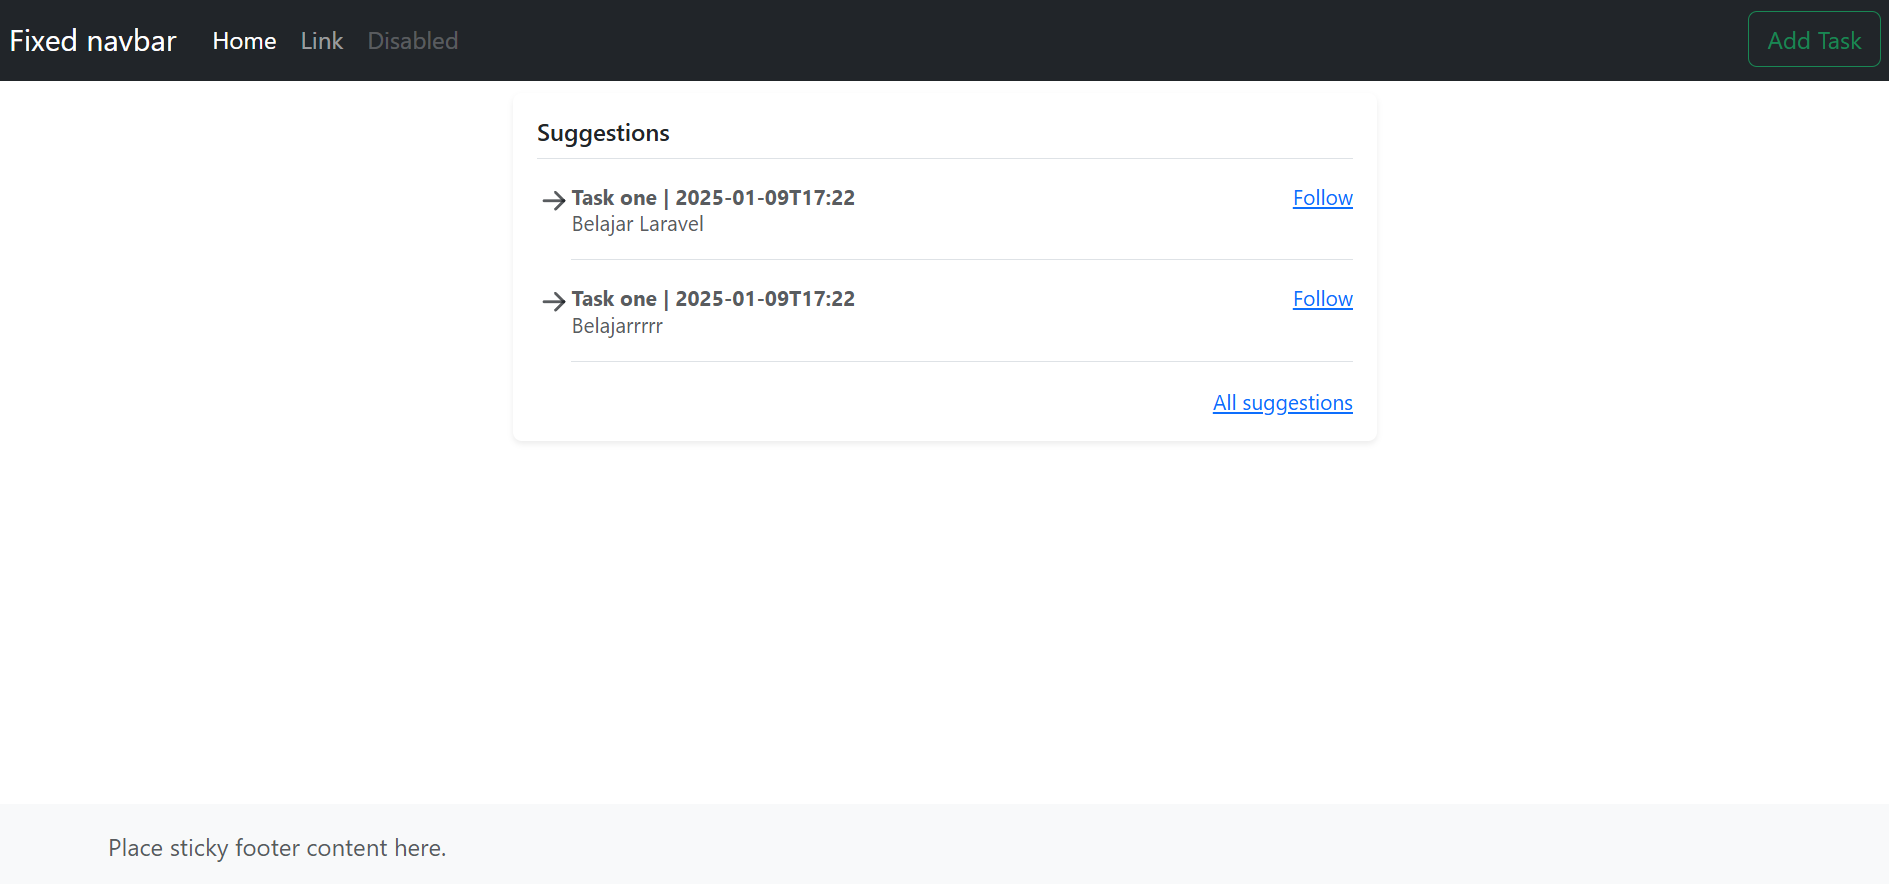 Fixed navbar Home Link Disabled Add Task
Suggestions
Task one | 2025-01-09T17:22 Follow
Belajar Laravel
Task one | 2025-01-09T17:22 Follow
Belajarrrrr
All suggestions
Place sticky footer content here.